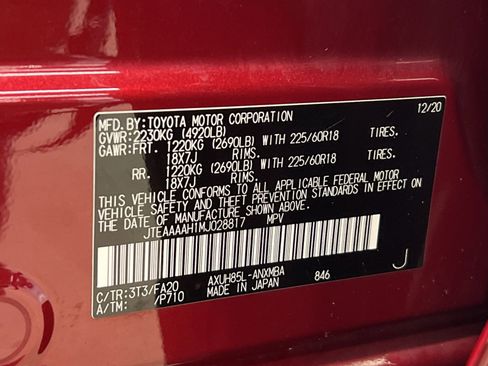 MFD.BY:TOYOTA MOTOR CORPORATION 12/20
GVWR:2230KG (4920LB)
GAWR:FRT. 1220KG (2690LB) WITH 225/60R18 TIRES.
18X7J RIMS.
RR. 1220KG (2690LB) WITH 225/60R18 TIRES.
18X7J RIMS.
THIS VEHICLE CONFORMS TO ALL APPLICABLE FEDERAL MOTOR
VEHICLE SAFETY AND THEFT PREVENTION STANDARDS IN EFFECT ON
THE DATE OF MANUFACTURE SHOWN ABOVE.
JTEAAAAH1MJ028817 MPV
C/TR:3T3/FA20 AXUH85L-ANXMBA 846 J
A/TM: /P710 MADE IN JAPAN